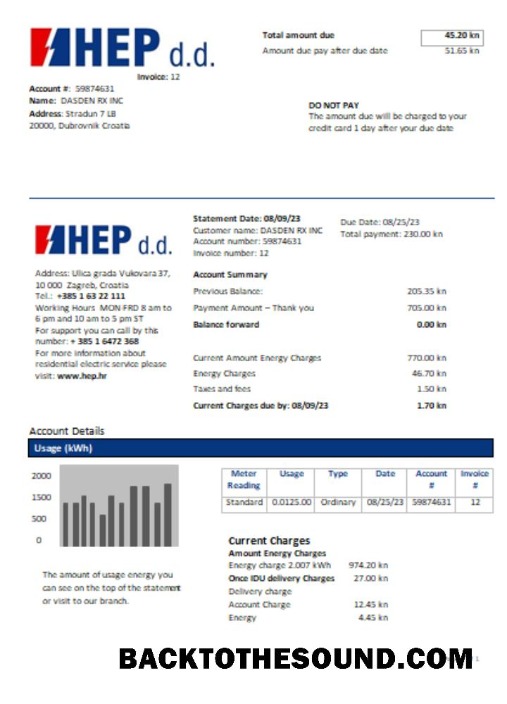 HEP d.d.
Total amount due 45.20 kn
Amount due pay after due date 51.65 kn
Invoice: 12
Account #: 59874631
Name: DASDEN RX INC
Address: Stradun 7 LB
20000, Dubrovnik Croatia
DO NOT PAY
The amount due will be charged to your
credit card 1 day after your due date
HEP d.d.
Address: Ulica grada Vukovara 37,
10 000 Zagreb, Croatia
Tel.: +385 1 63 22 111
Working Hours MON-FRD 8 am to
6 pm and 10 am to 5 pm ST
For support you can call by this
number: + 385 1 6472 368
For more information about
residential electric service please
visit: www.hep.hr
Statement Date: 08/09/23
Customer name: DASDEN RX INC
Account number: 59874631
Invoice number: 12
Due Date: 08/25/23
Total payment: 230.00 kn
Account Summary
Previous Balance: 205.35 kn
Payment Amount – Thank you 705.00 kn
Balance forward 0.00 kn
Current Amount Energy Charges 770.00 kn
Energy Charges 46.70 kn
Taxes and fees 1.50 kn
Current Charges due by: 08/09/23 1.70 kn
Account Details
Usage (kWh)
2000
1500
500
0
The amount of usage energy you
can see on the top of the statement
or visit to our branch.
Meter Reading Usage Type Date Account # Invoice #
Standard 0.0125.00 Ordinary 08/25/23 59874631 12
Current Charges
Amount Energy Charges
Energy charge 2.007 kWh 974.20 kn
Once IDU delivery Charges 27.00 kn
Delivery charge
Account Charge 12.45 kn
Energy 4.45 kn
BACKTOTHESOUND.COM
1